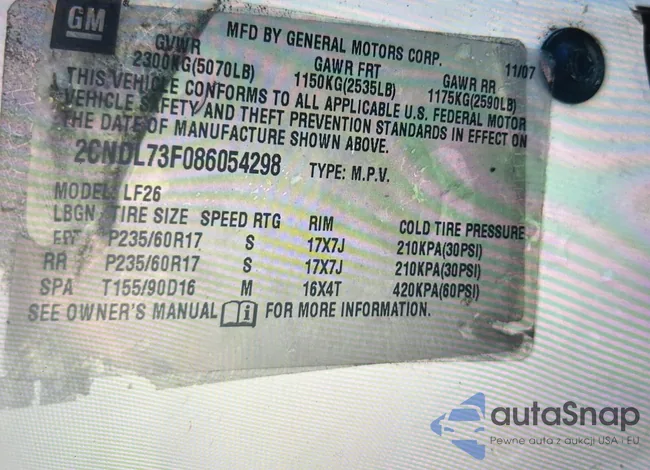 GM
MFD BY GENERAL MOTORS CORP. 11/07
GVWR GAWR FRT GAWR RR
2300KG(5070LB) 1150KG(2535LB) 1175KG(2590LB)
THIS VEHICLE CONFORMS TO ALL APPLICABLE U.S. FEDERAL MOTOR
VEHICLE SAFETY AND THEFT PREVENTION STANDARDS IN EFFECT ON
THE DATE OF MANUFACTURE SHOWN ABOVE.
2CNDL73F086054298 TYPE: M.P.V.
MODEL: LF26
LBGN TIRE SIZE SPEED RTG RIM COLD TIRE PRESSURE
FRT P235/60R17 S 17X7J 210KPA(30PSI)
RR P235/60R17 S 17X7J 210KPA(30PSI)
SPA T155/90D16 M 16X4T 420KPA(60PSI)
SEE OWNER'S MANUAL FOR MORE INFORMATION.
autaSnap
Pewne auta z aukcji USA i EU